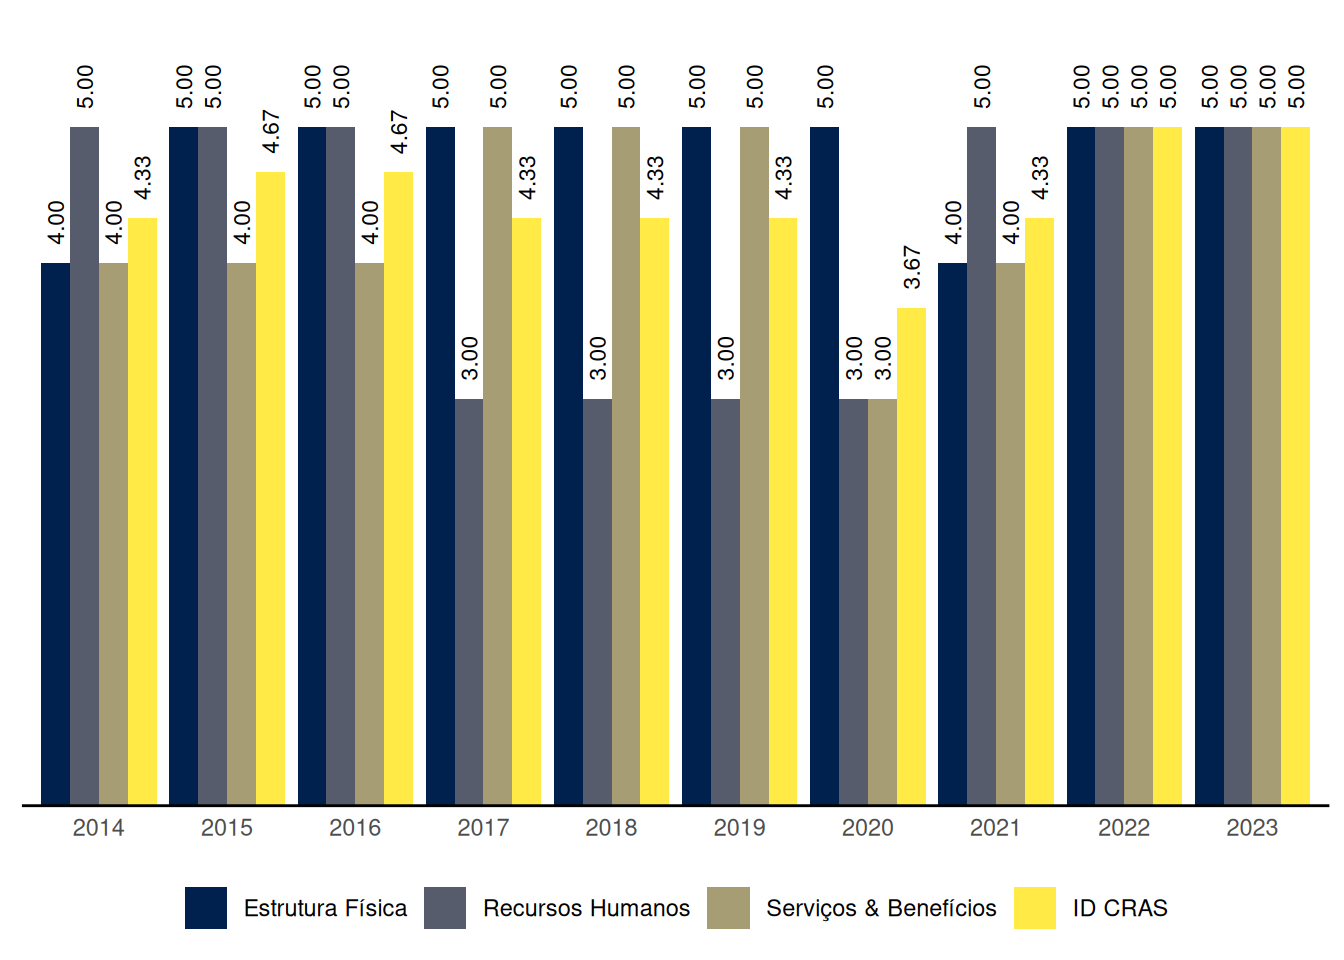 4.00 5.00 4.00 4.33 5.00 5.00 4.00 4.67 5.00 5.00 4.00 4.67 5.00 3.00 5.00 4.33 5.00 3.00 5.00 4.33 5.00 3.00 5.00 4.33 5.00 3.00 3.00 3.67 4.00 5.00 4.00 4.33 5.00 5.00 5.00 5.00 5.00 5.00 5.00 5.00
2014 2015 2016 2017 2018 2019 2020 2021 2022 2023
Estrutura Física Recursos Humanos Serviços & Benefícios ID CRAS